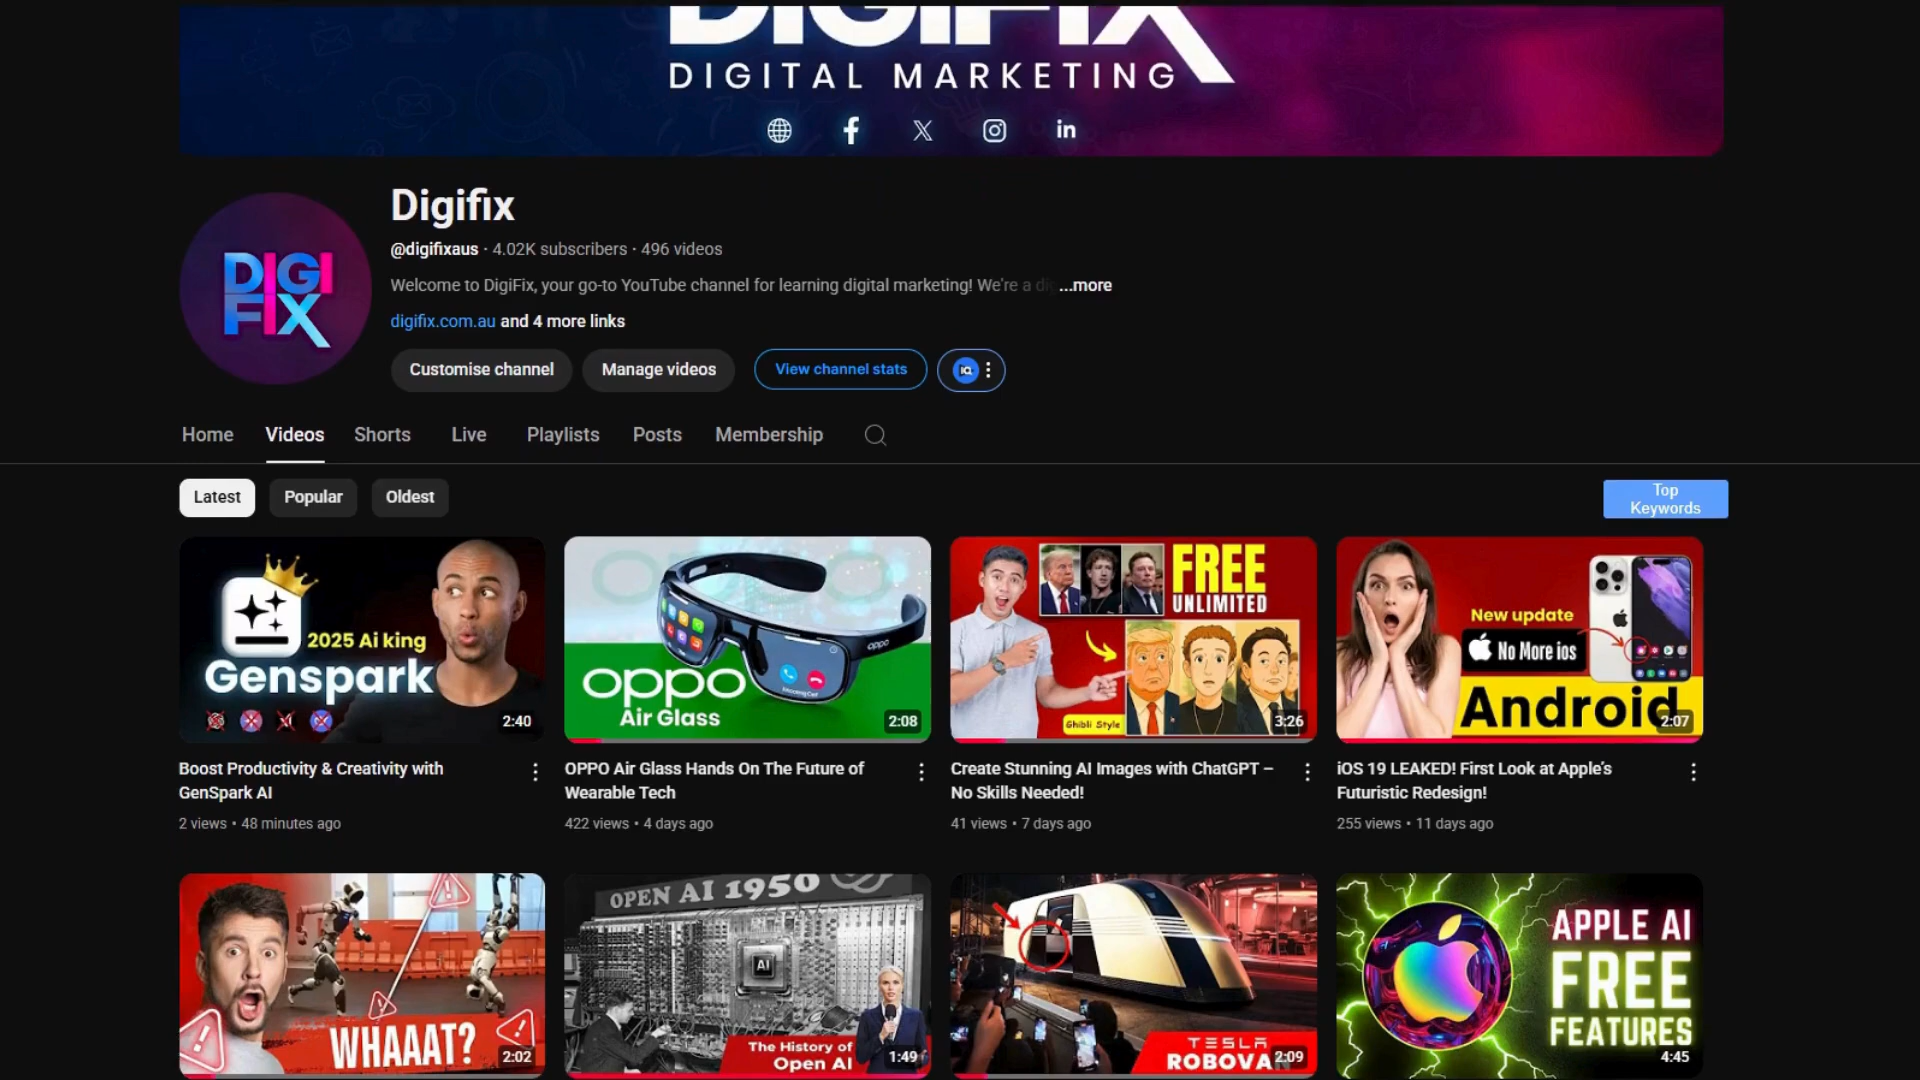 DIGIFIX
DIGITAL MARKETING
DIGI
FIX
Digifix
@digifixaus · 4.02K subscribers · 496 videos
Welcome to DigiFix, your go-to YouTube channel for learning digital marketing! We're a di ...more
digifix.com.au and 4 more links
Customise channel
Manage videos
View channel stats
Home
Videos
Shorts
Live
Playlists
Posts
Membership
Latest
Popular
Oldest
Top
Keywords
2025 Ai king
Genspark
2:40
oppo
oppo
Air Glass
Incoming Call
2:08
FREE
UNLIMITED
Ghibli Style
3:26
New update
No More ios
Android
2:07
Boost Productivity & Creativity with
GenSpark AI
2 views • 48 minutes ago
OPPO Air Glass Hands On The Future of
Wearable Tech
422 views • 4 days ago
Create Stunning AI Images with ChatGPT –
No Skills Needed!
41 views • 7 days ago
iOS 19 LEAKED! First Look at Apple's
Futuristic Redesign!
255 views • 11 days ago
WHAAAT?
2:02
OPEN AI 1950
AI
The History of
Open AI
1:49
TESLA
ROBOVA
2:09
APPLE AI
FREE
FEATURES
4:45